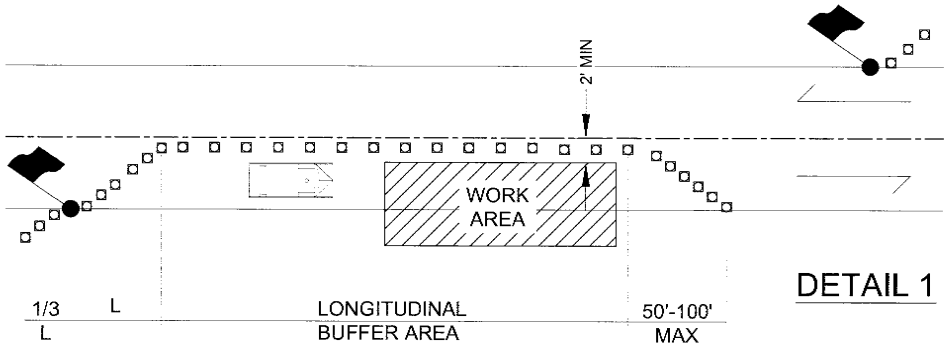 2' MIN
WORK
AREA
DETAIL 1
1/3 L LONGITUDINAL 50'-100'
L BUFFER AREA MAX